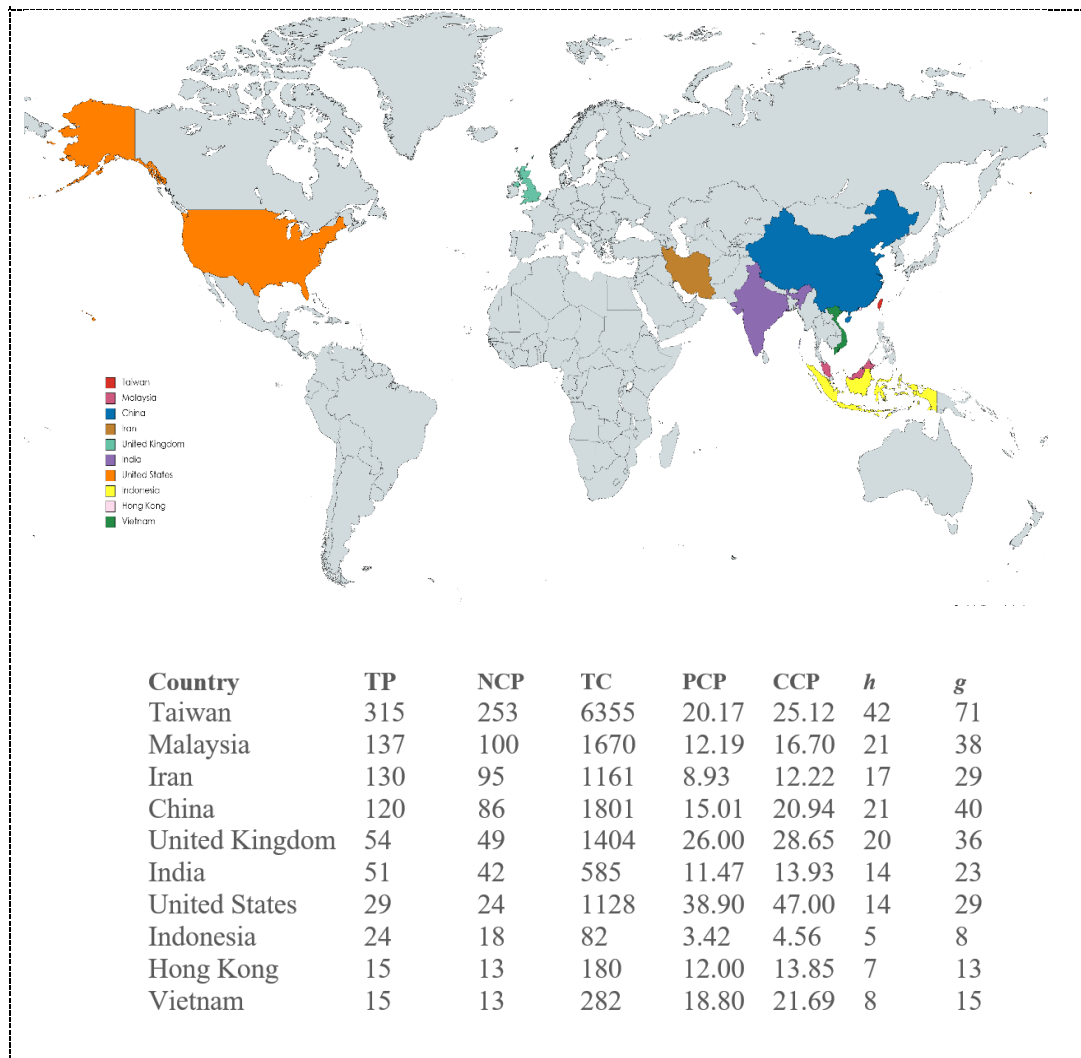 Taiwan
Malaysia
China
Iran
United Kingdom
India
United States
Indonesia
Hong Kong
Vietnam
Country TP NCP TC PCP CCP h g
Taiwan 315 253 6355 20.17 25.12 42 71
Malaysia 137 100 1670 12.19 16.70 21 38
Iran 130 95 1161 8.93 12.22 17 29
China 120 86 1801 15.01 20.94 21 40
United Kingdom 54 49 1404 26.00 28.65 20 36
India 51 42 585 11.47 13.93 14 23
United States 29 24 1128 38.90 47.00 14 29
Indonesia 24 18 82 3.42 4.56 5 8
Hong Kong 15 13 180 12.00 13.85 7 13
Vietnam 15 13 282 18.80 21.69 8 15